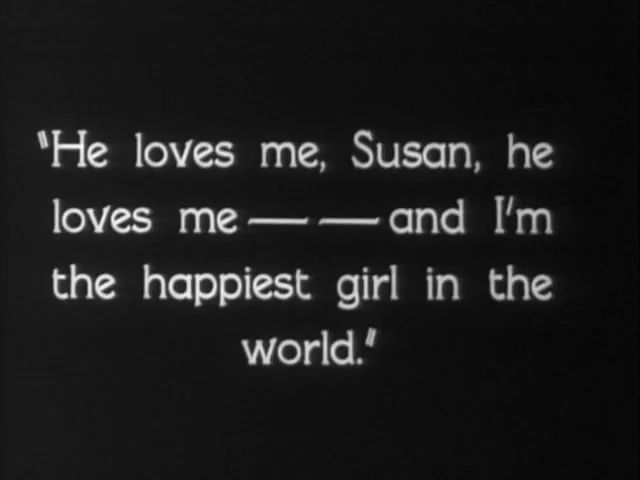 "He loves me, Susan, he
loves me — — and I'm
the happiest girl in the
world."